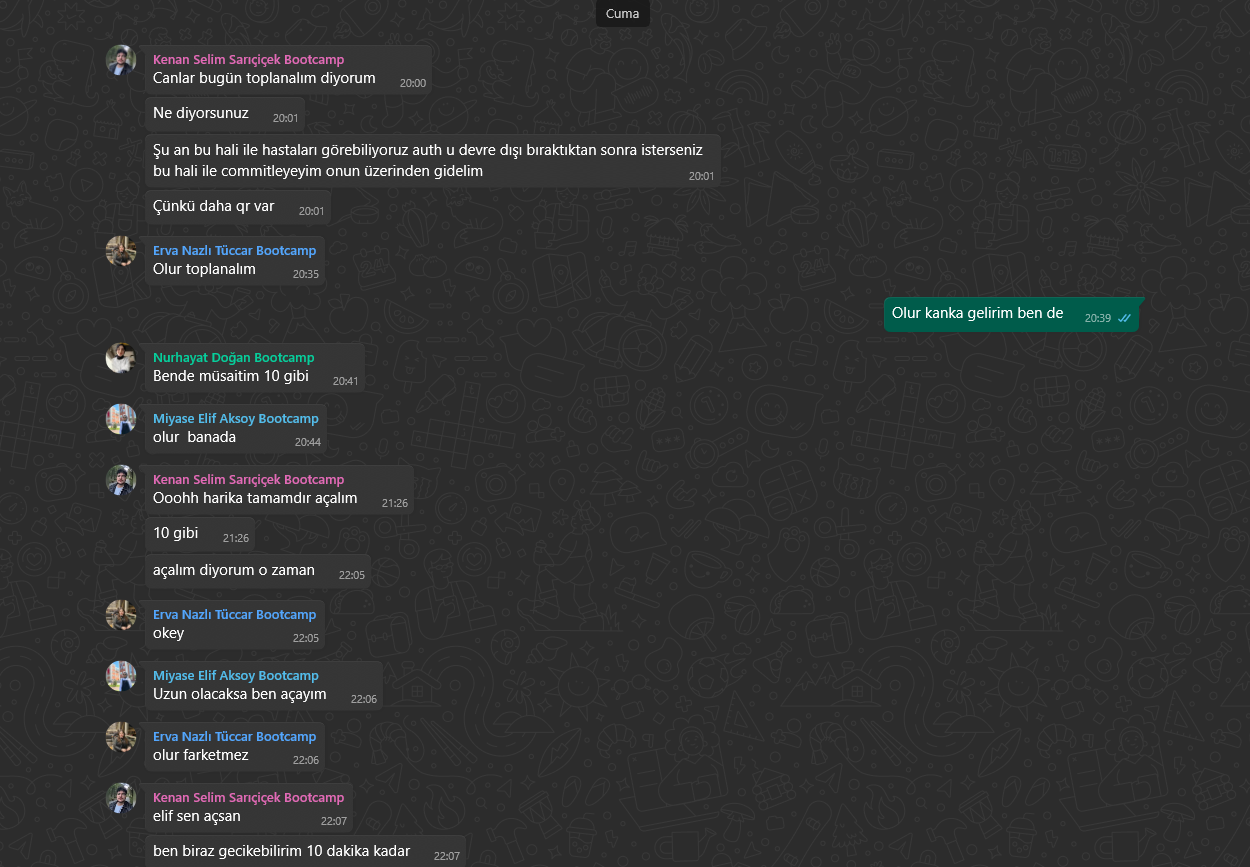 Cuma
Kenan Selim Sarıçiçek Bootcamp
Canlar bugün toplanalım diyorum 20:00
Ne diyorsunuz 20:01
Şu an bu hali ile hastaları görebiliyoruz auth u devre dışı bıraktıktan sonra isterseniz
bu hali ile commitleyeyim onun üzerinden gidelim 20:01
Çünkü daha qr var 20:01
Erva Nazlı Tüccar Bootcamp
Olur toplanalım 20:35
Olur kanka gelirim ben de 20:39
Nurhayat Doğan Bootcamp
Bende müsaitim 10 gibi 20:41
Miyase Elif Aksoy Bootcamp
olur  banada 20:44
Kenan Selim Sarıçiçek Bootcamp
Ooohh harika tamamdır açalım 21:26
10 gibi 21:26
açalım diyorum o zaman 22:05
Erva Nazlı Tüccar Bootcamp
okey 22:05
Miyase Elif Aksoy Bootcamp
Uzun olacaksa ben açayım 22:06
Erva Nazlı Tüccar Bootcamp
olur farketmez 22:06
Kenan Selim Sarıçiçek Bootcamp
elif sen açsan 22:07
ben biraz gecikebilirim 10 dakika kadar 22:07